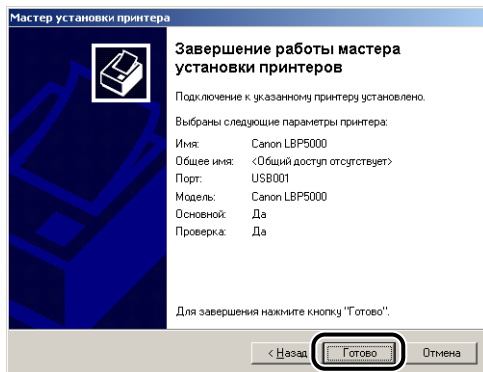 Мастер установки принтера
Завершение работы мастера
установки принтеров
Подключение к указанному принтеру установлено.
Выбраны следующие параметры принтера:
Имя: Canon LBP5000
Общее имя: <Общий доступ отсутствует>
Порт: USB001
Модель: Canon LBP5000
Основной: Да
Проверка: Да
Для завершения нажмите кнопку "Готово".
< Назад Готово Отмена